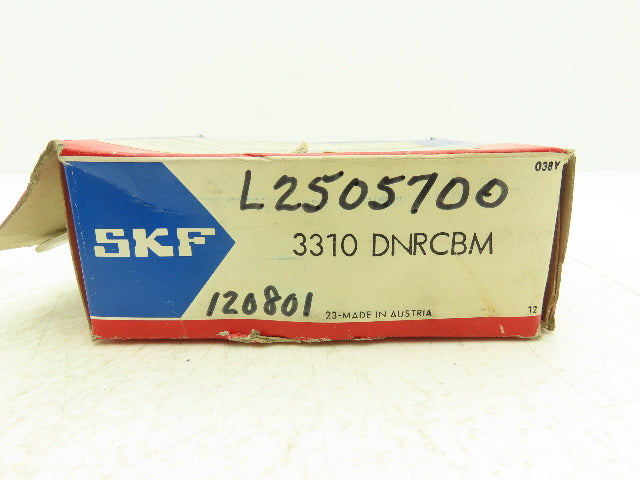 038Y
L2505700
SKF
3310 DNRCBM
120801
23-MADE IN AUSTRIA
12